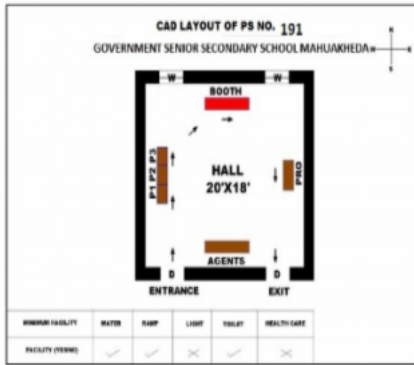 CAD LAYOUT OF PS NO. 191
GOVERNMENT SENIOR SECONDARY SCHOOL MAHUAKHEDA
W W
BOOTH
P1 P2 P3
HALL
20'X18'
PRO
AGENTS
D D
ENTRANCE EXIT
MINIMUM FACILITY WATER RAMP LIGHT TOILET HEALTH CARE
FACILITY (YES/NO) ✓ ✓ ✗ ✓ ✗